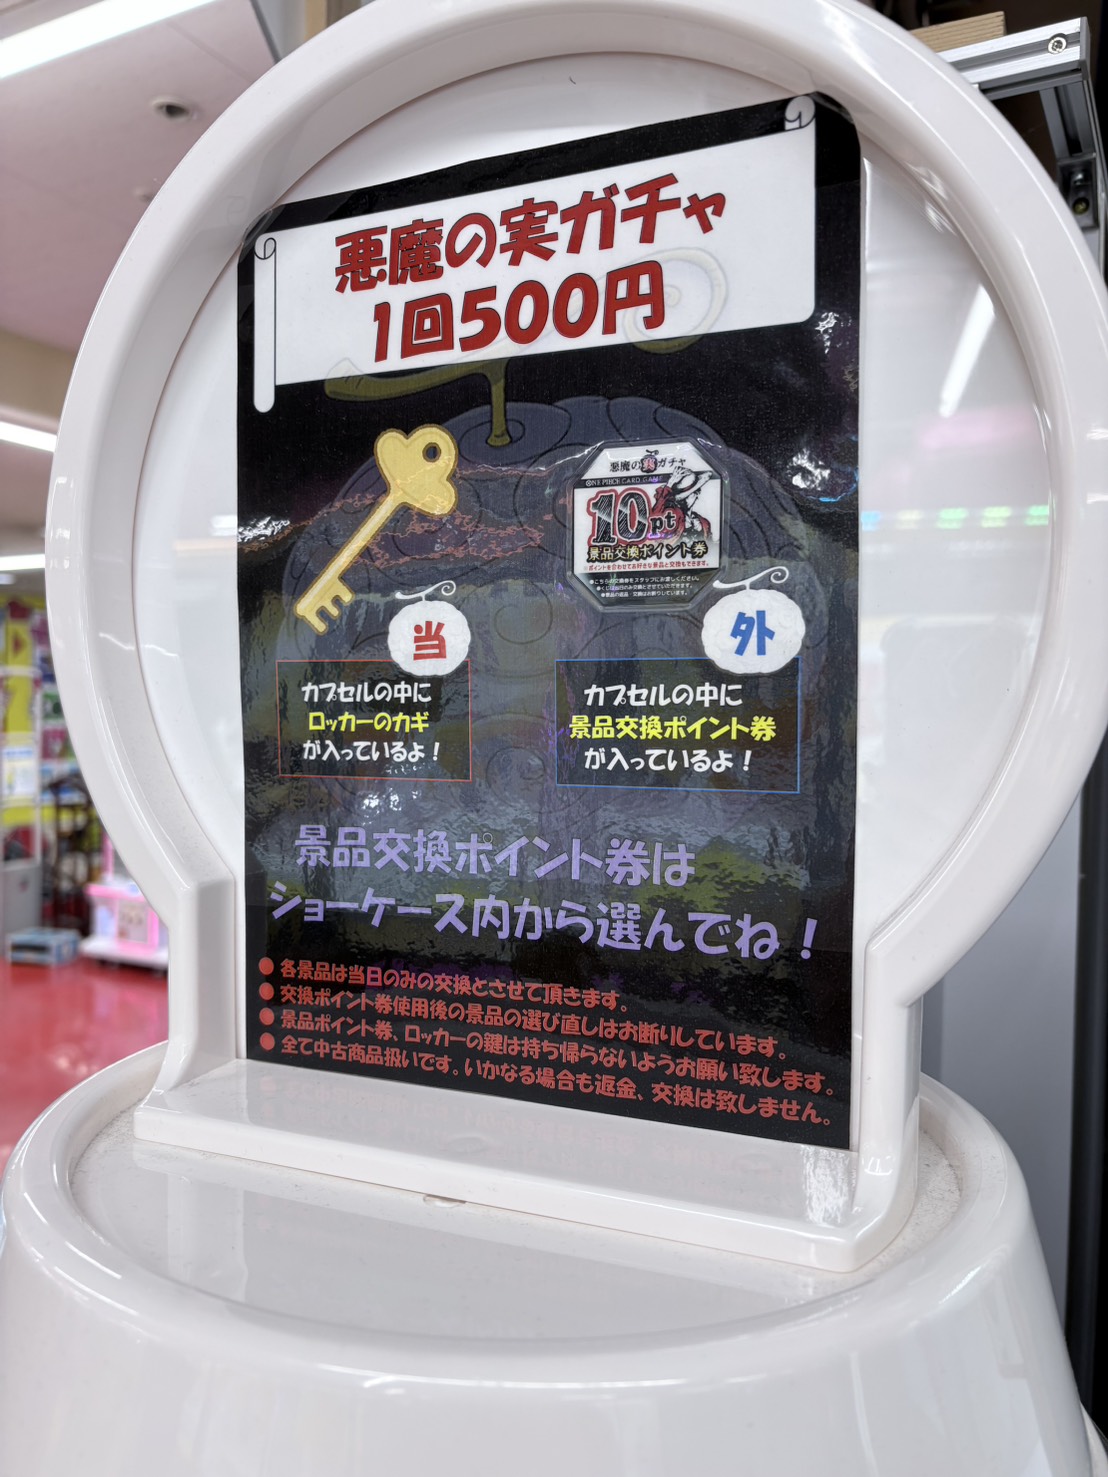 悪魔の実ガチャ
1回500円
悪魔の実ガチャ
ONE PIECE CARD GAME
10pt
景品交換ポイント券
当
外
カプセルの中に
ロッカーのカギ
が入っているよ！
カプセルの中に
景品交換ポイント券
が入っているよ！
景品交換ポイント券は
ショーケース内から選んでね！
●各景品は当日のみの交換とさせて頂きます。
●交換ポイント券使用後の景品の選び直しはお断りしています。
●景品ポイント券、ロッカーの鍵は持ち帰らないようお願い致します。
●全て中古商品扱いです。いかなる場合も返金、交換は致しません。